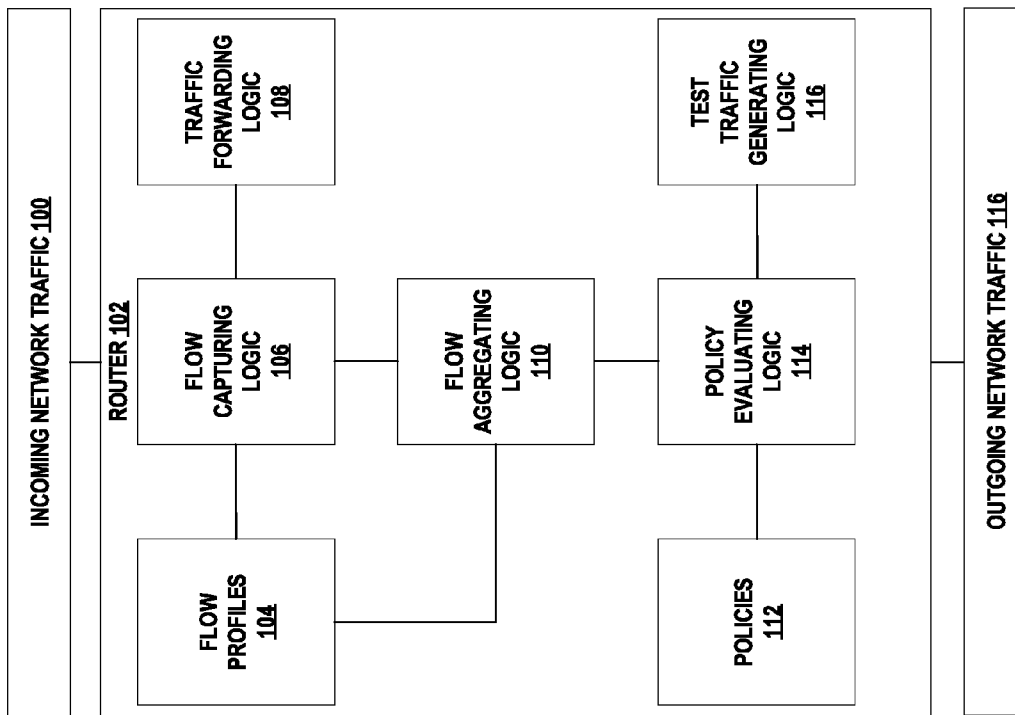 INCOMING NETWORK TRAFFIC 100
ROUTER 102
FLOW
PROFILES
104
FLOW
CAPTURING
LOGIC
106
TRAFFIC
FORWARDING
LOGIC
108
FLOW
AGGREGATING
LOGIC
110
POLICIES
112
POLICY
EVALUATING
LOGIC
114
TEST
TRAFFIC
GENERATING
LOGIC
116
OUTGOING NETWORK TRAFFIC 116